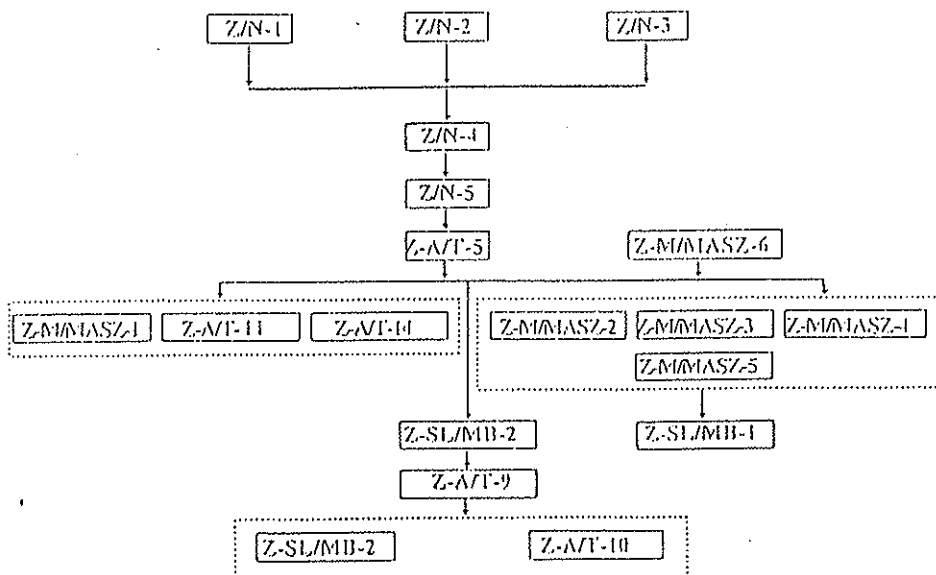 Z/N-1 Z/N-2 Z/N-3
Z/N-4
Z/N-5
Z-A/T-5 Z-M/MASZ-6
Z-M/MASZ-1 Z-A/T-11 Z-M/MASZ-2 Z-M/MASZ-3 Z-M/MASZ-4
Z-M/MASZ-5
Z-SL/MB-2 Z-SL/MB-1
Z-A/T-9
Z-SL/MB-2 Z-A/T-10